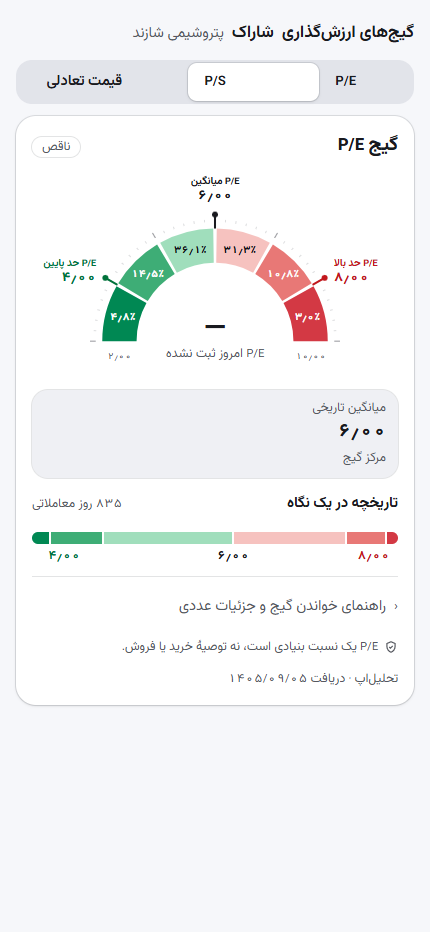 گیج‌های ارزش‌گذاری شاراک پتروشیمی شازند
P/E
P/S
قیمت تعادلی
گیج P/E
ناقص
P/E میانگین
۶٫۰۰
P/E حد پایین
۴٫۰۰
P/E حد بالا
۸٫۰۰
۳٫۰٪
۱۰٫۸٪
۳۱٫۳٪
۳۶٫۱٪
۱۴٫۵٪
۴٫۸٪
—
P/E امروز ثبت نشده
۱۰٫۰۰
۲٫۰۰
میانگین تاریخی
۶٫۰۰
مرکز گیج
تاریخچه در یک نگاه
۸۳۵ روز معاملاتی
۸٫۰۰
۶٫۰۰
۴٫۰۰
راهنمای خواندن گیج و جزئیات عددی
P/E یک نسبت بنیادی است، نه توصیهٔ خرید یا فروش.
تحلیل‌اپ · دریافت ۱۴۰۵/۰۹/۰۵